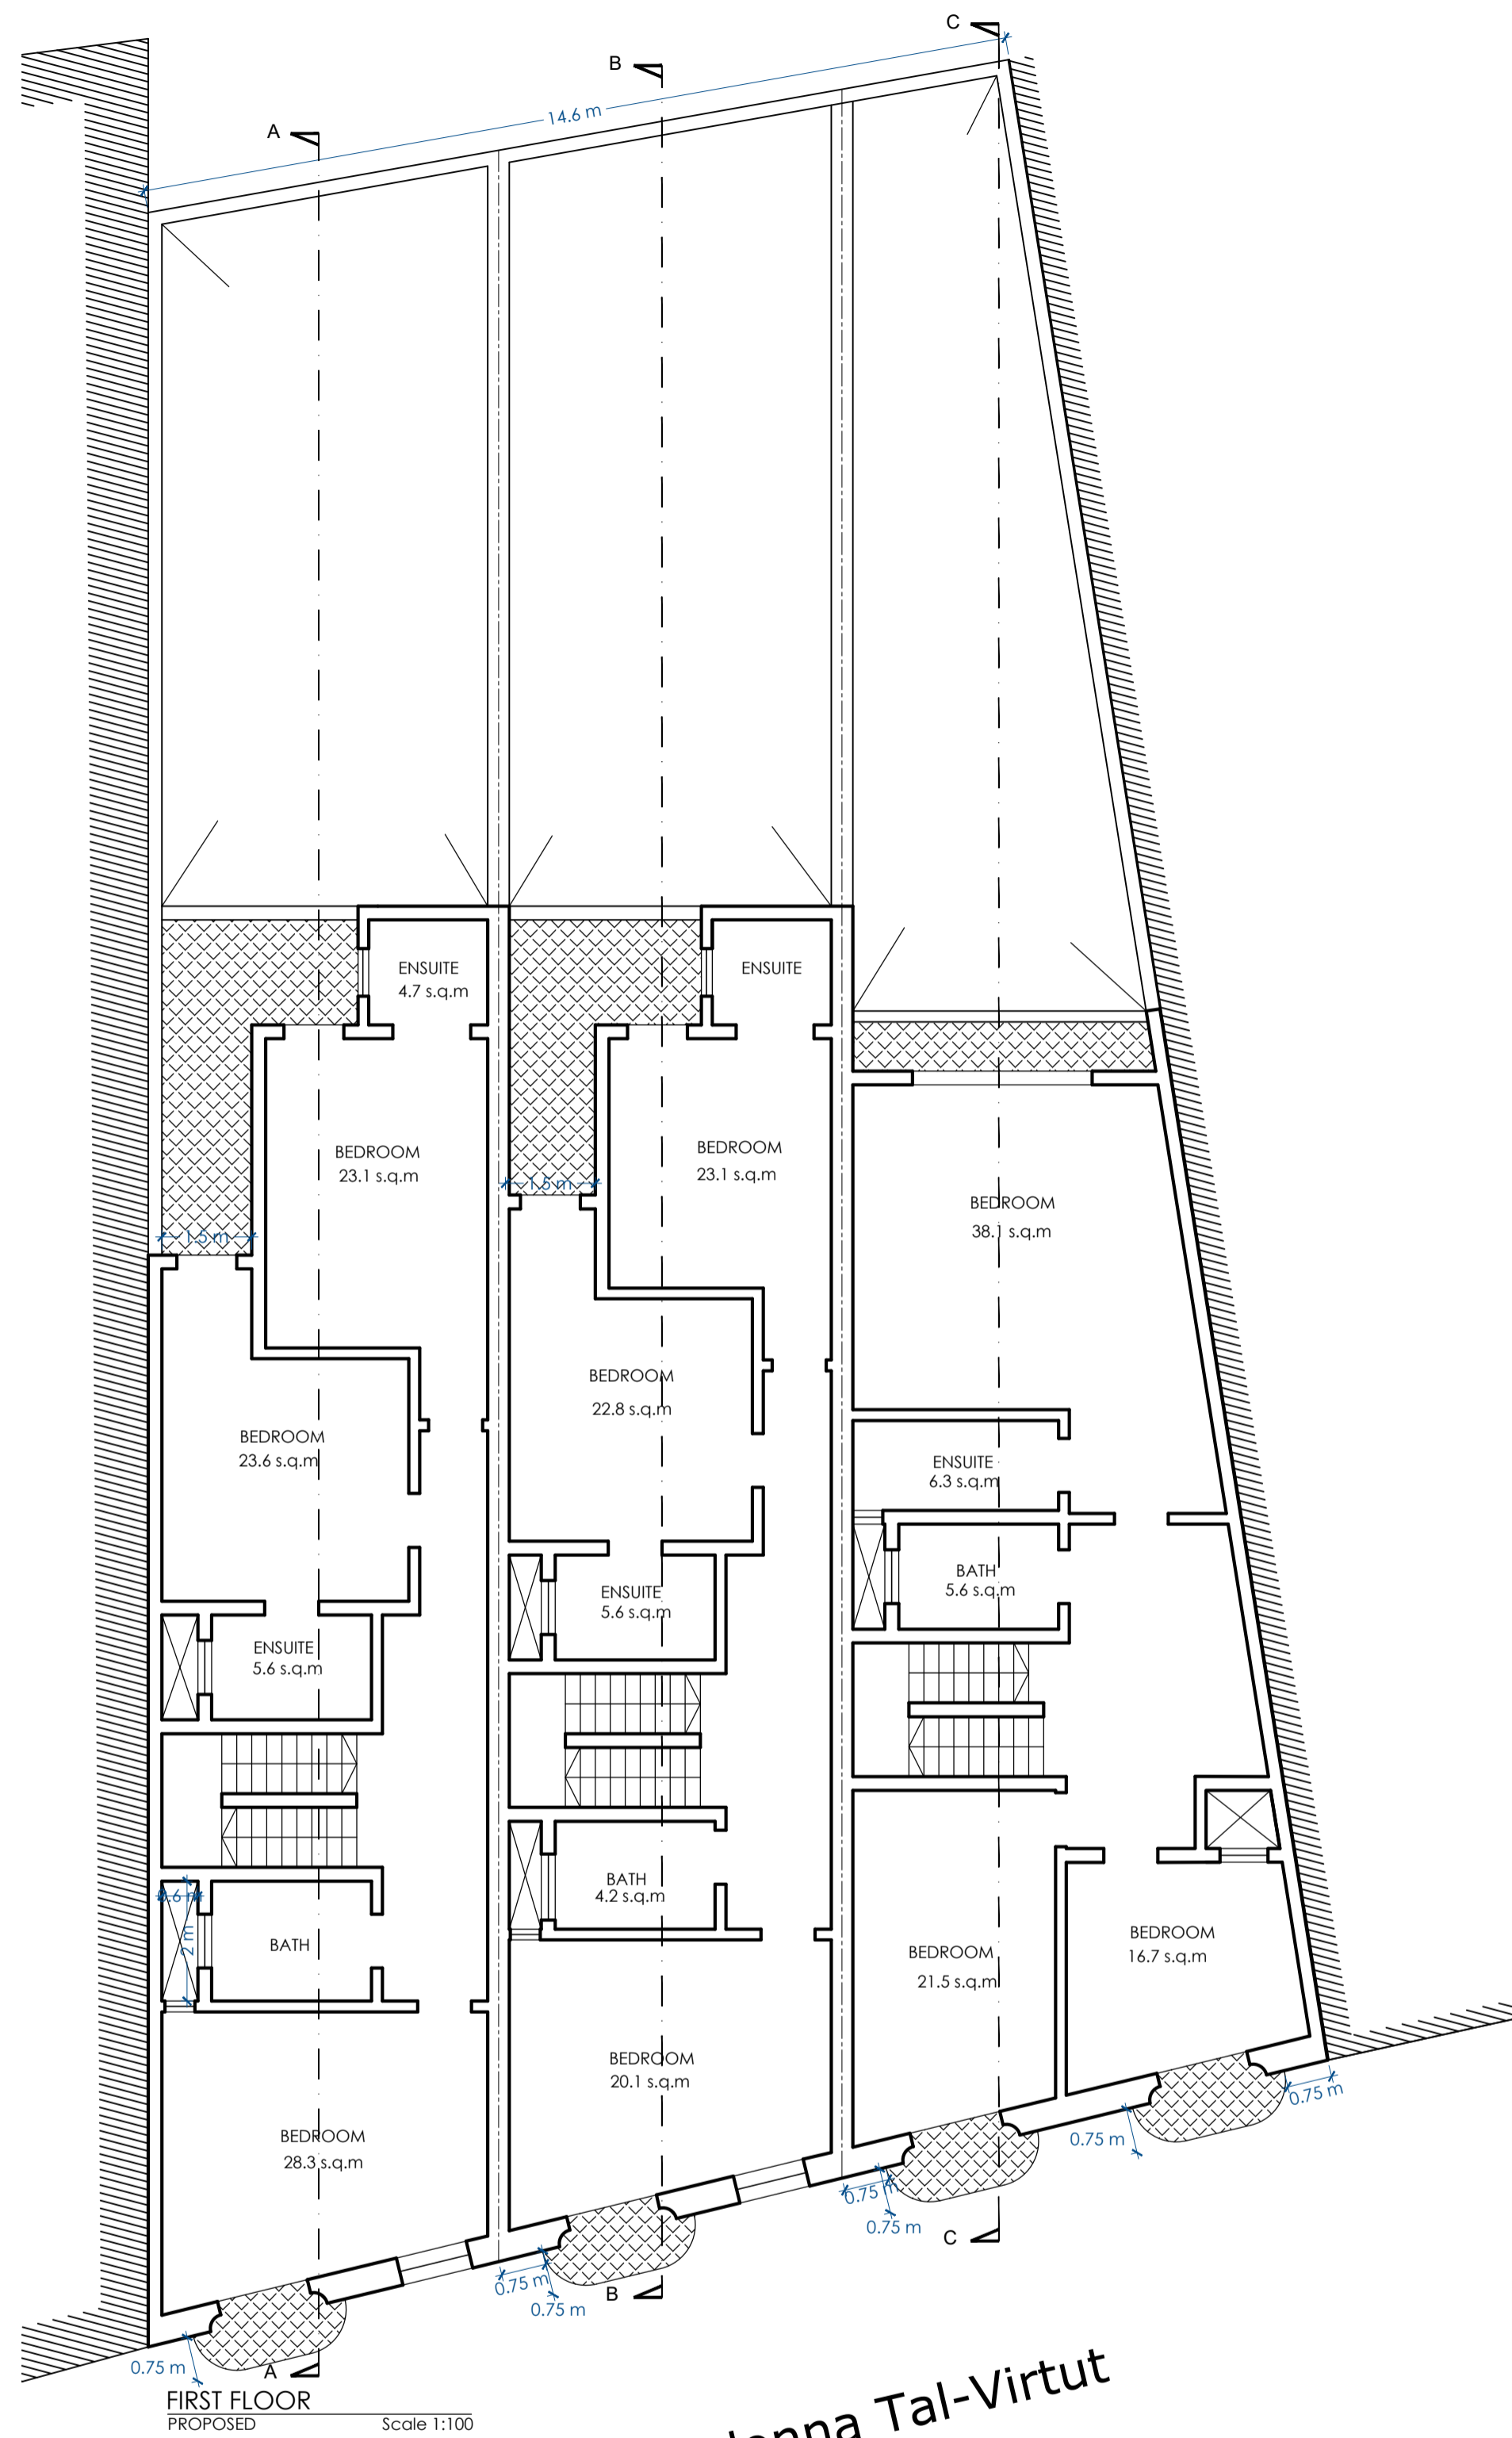 C
B
A
14.6 m
ENSUITE
4.7 s.q.m
ENSUITE
BEDROOM
23.1 s.q.m
BEDROOM
23.1 s.q.m
1.5 m
1.5 m
BEDROOM
38.1 s.q.m
BEDROOM
22.8 s.q.m
BEDROOM
23.6 s.q.m
ENSUITE
6.3 s.q.m
BATH
5.6 s.q.m
ENSUITE
5.6 s.q.m
ENSUITE
5.6 s.q.m
BATH
4.2 s.q.m
0.6 m
2 m
BATH
BEDROOM
16.7 s.q.m
BEDROOM
21.5 s.q.m
BEDROOM
20.1 s.q.m
BEDROOM
28.3 s.q.m
0.75 m
0.75 m
0.75 m
0.75 m
C
0.75 m
0.75 m
B
0.75 m
A
FIRST FLOOR
PROPOSED Scale 1:100
Tal-Virtut